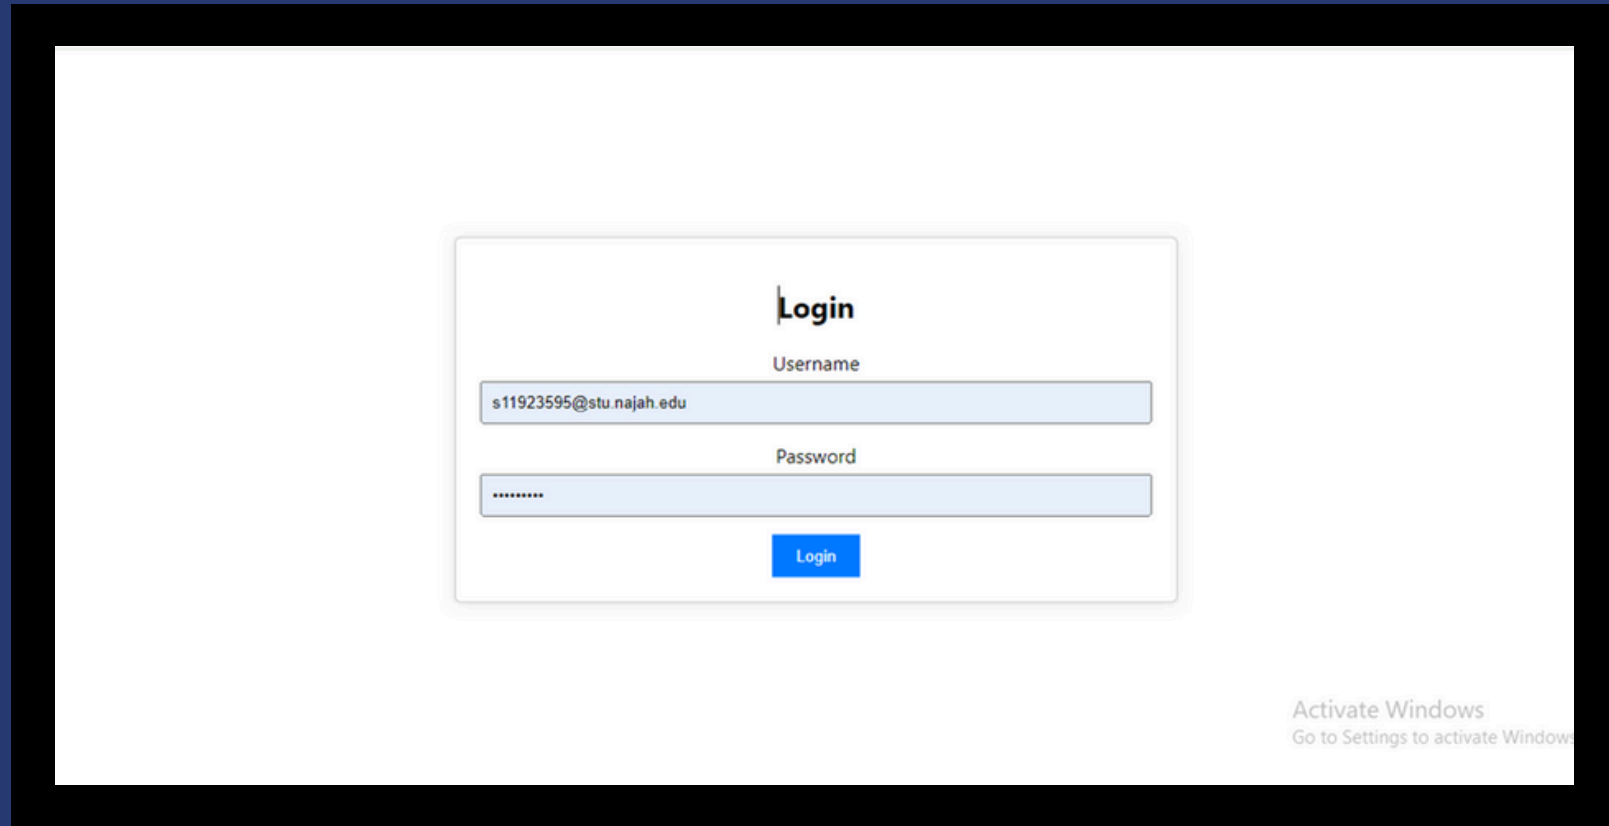 Login
Username
s11923595@stu.najah.edu
Password
•••••••••
Login
Activate Windows
Go to Settings to activate Windows